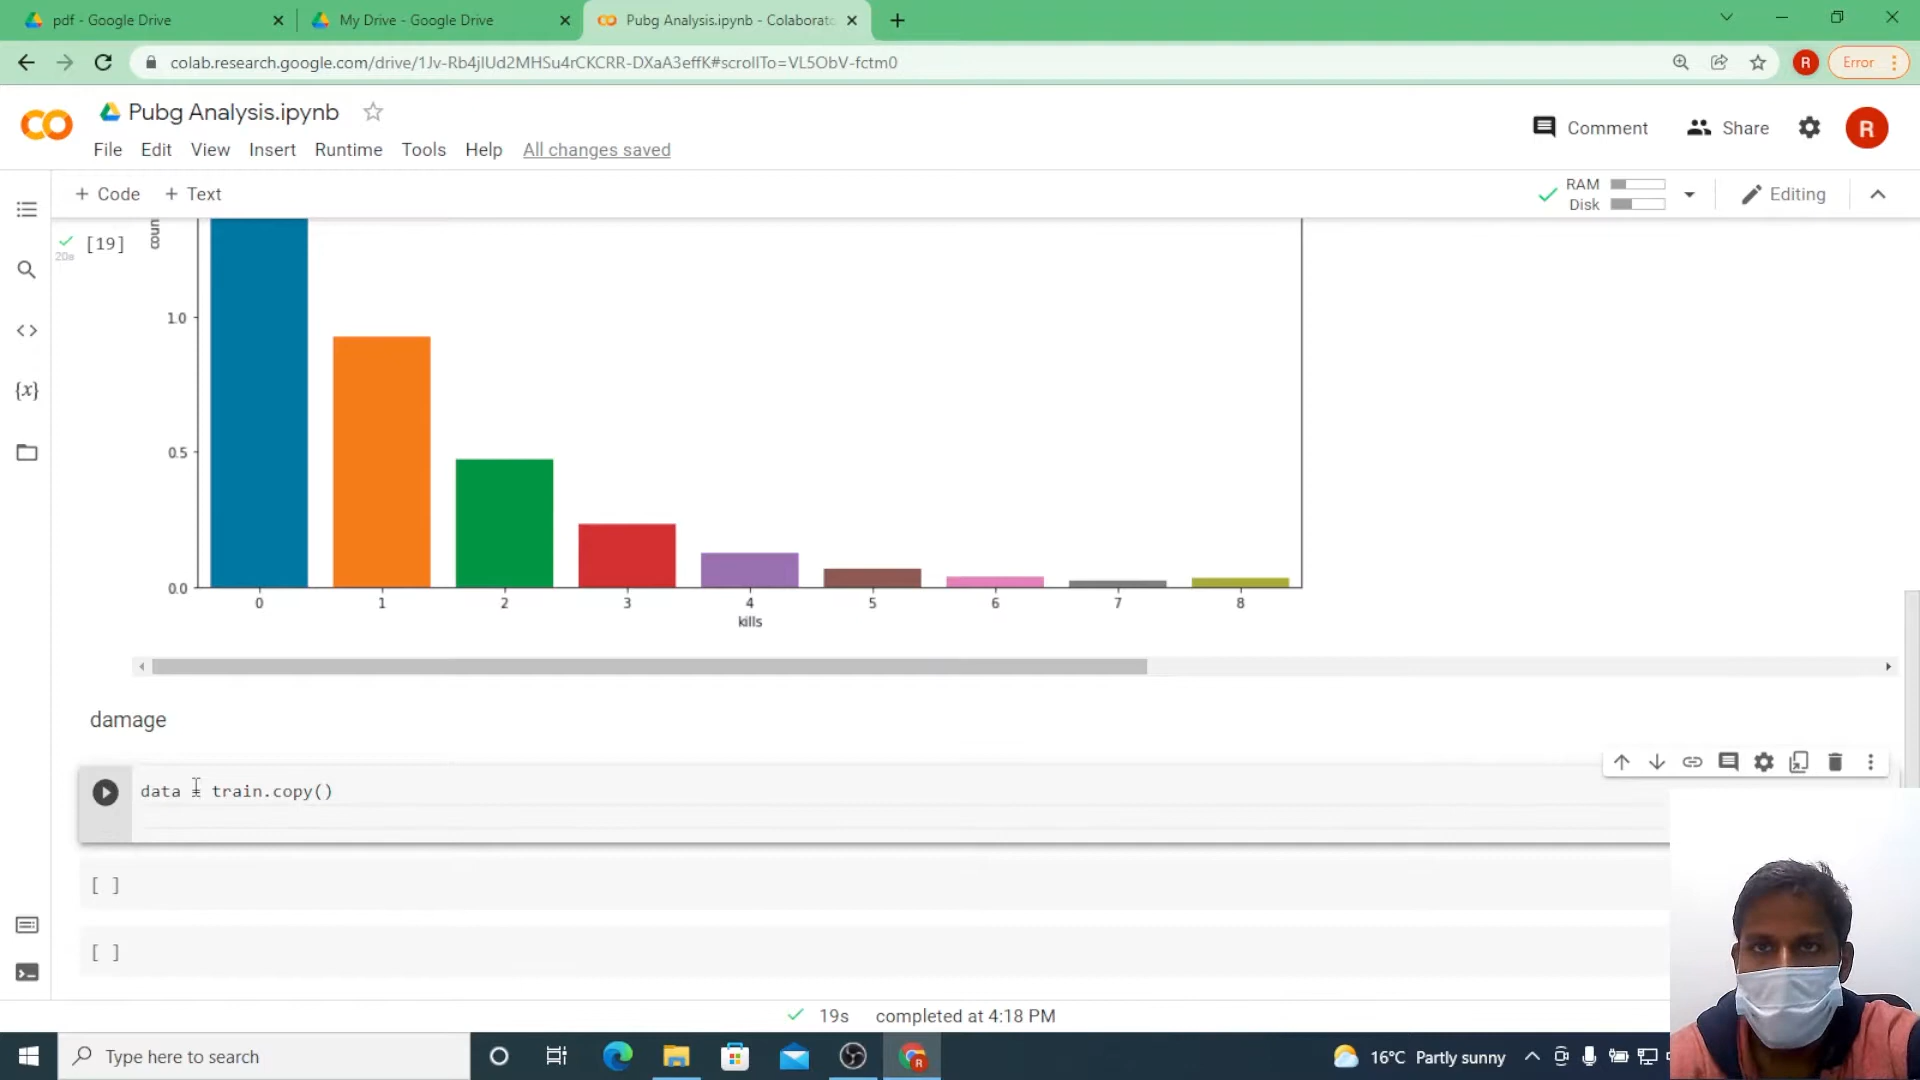 pdf - Google Drive
My Drive - Google Drive
Pubg Analysis.ipynb - Colaborato
colab.research.google.com/drive/1Jv-Rb4jlUd2MHSu4rCKCRR-DXaA3effK#scrollTo=VL5ObV-fctm0
R
Error
Pubg Analysis.ipynb
Comment
Share
R
File Edit View Insert Runtime Tools Help All changes saved
+ Code + Text
RAM
Disk
Editing
[19]
20s
coun
1.0
0.5
0.0
0 1 2 3 4 5 6 7 8
kills
damage
data = train.copy()
[ ]
[ ]
19s completed at 4:18 PM
Type here to search
R
16°C Partly sunny